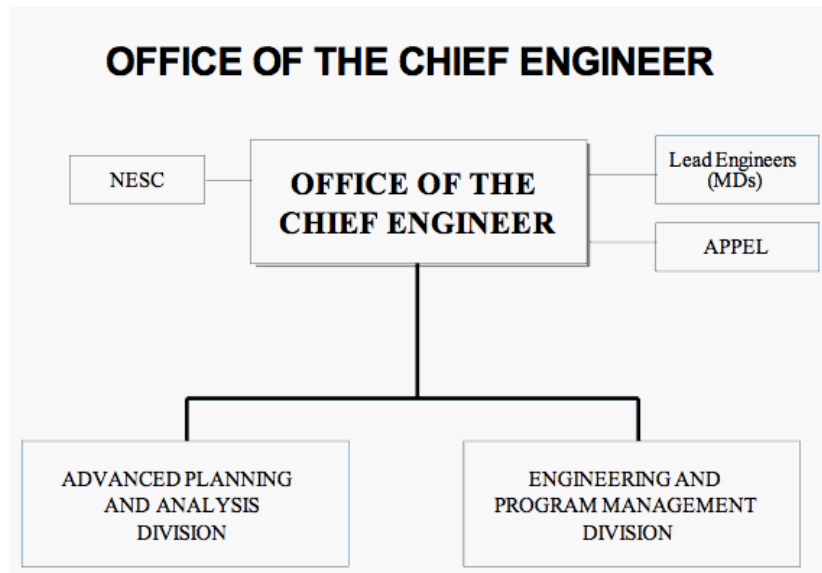 OFFICE OF THE CHIEF ENGINEER
NESC
OFFICE OF THE
CHIEF ENGINEER
Lead Engineers
(MDs)
APPEL
ADVANCED PLANNING
AND ANALYSIS
DIVISION
ENGINEERING AND
PROGRAM MANAGEMENT
DIVISION